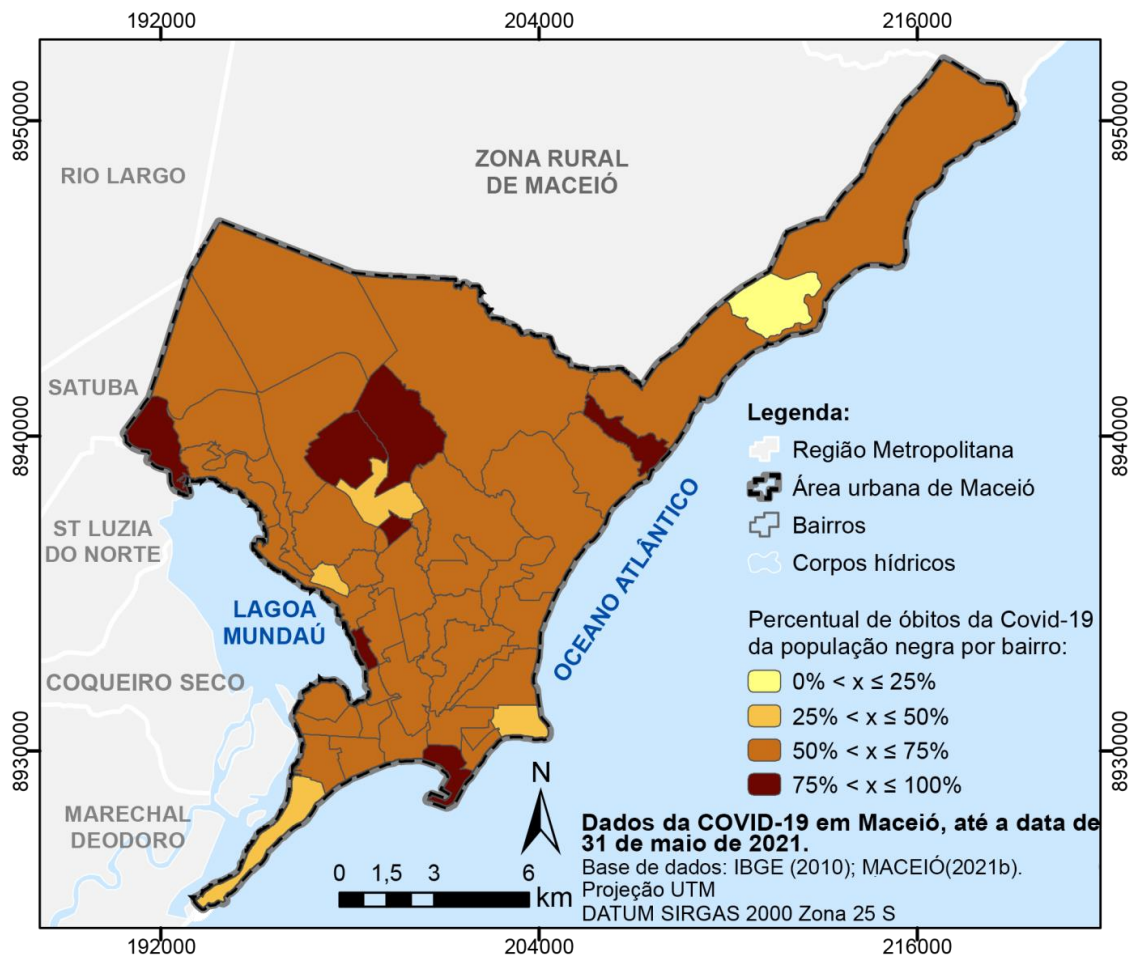 192000
204000
216000
8950000
8950000
ZONA RURAL
DE MACEIÓ
RIO LARGO
SATUBA
8940000
8940000
Legenda:
Região Metropolitana
Área urbana de Maceió
Bairros
Corpos hídricos
ST LUZIA
DO NORTE
LAGOA
MUNDAÚ
OCEANO ATLÂNTICO
Percentual de óbitos da Covid-19
da população negra por bairro:
0% < x ≤ 25%
25% < x ≤ 50%
50% < x ≤ 75%
75% < x ≤ 100%
COQUEIRO SECO
8930000
8930000
MARECHAL
DEODORO
N
0 1,5 3 6
km
Dados da COVID-19 em Maceió, até a data de
31 de maio de 2021.
Base de dados: IBGE (2010); MACEIÓ(2021b).
Projeção UTM
DATUM SIRGAS 2000 Zona 25 S
192000
204000
216000